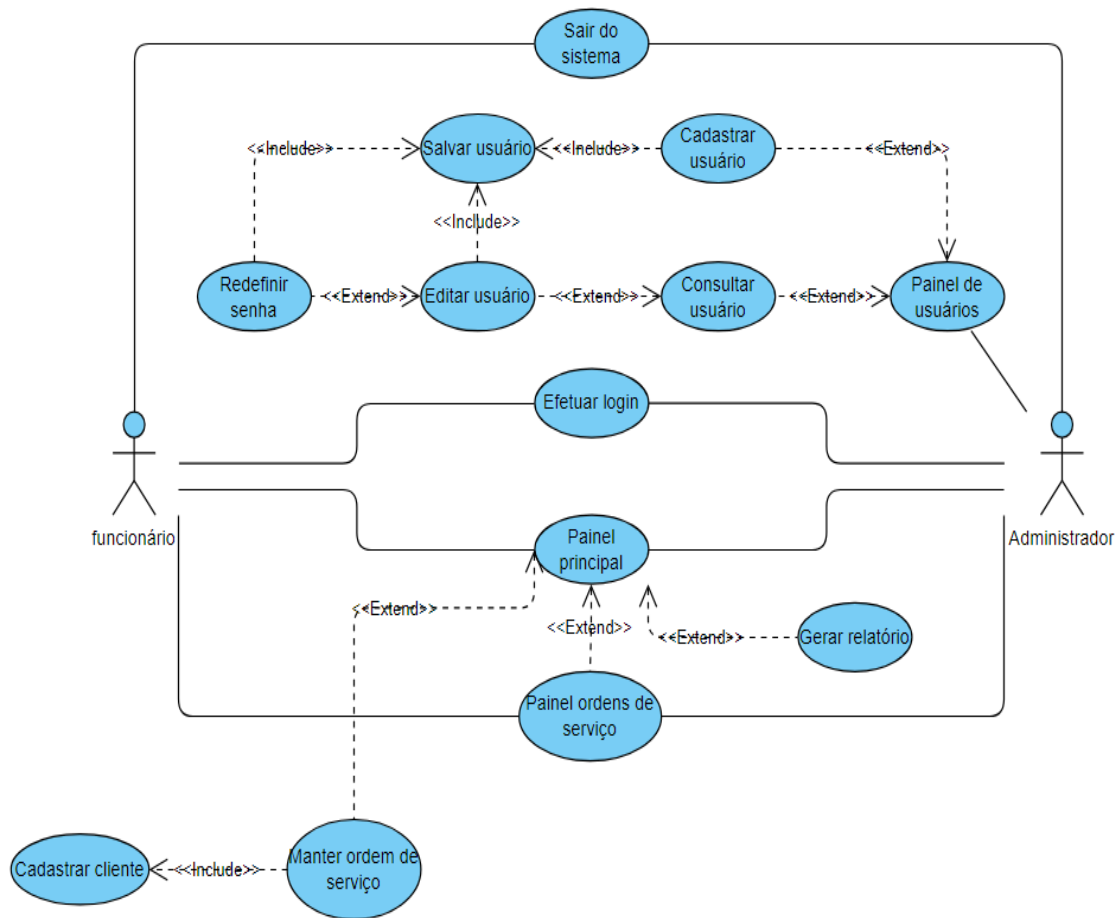 Sair do
sistema
<<Include>>
Salvar usuário
<<Include>>
Cadastrar
usuário
<<Extend>>
<<Include>>
Redefinir
senha
<<Extend>>
Editar usuário
<<Extend>>
Consultar
usuário
<<Extend>>
Painel de
usuários
Efetuar login
funcionário
Administrador
Painel
principal
<<Extend>>
<<Extend>>
<<Extend>>
Gerar relatório
Painel ordens de
serviço
Cadastrar cliente
<<Include>>
Manter ordem de
serviço